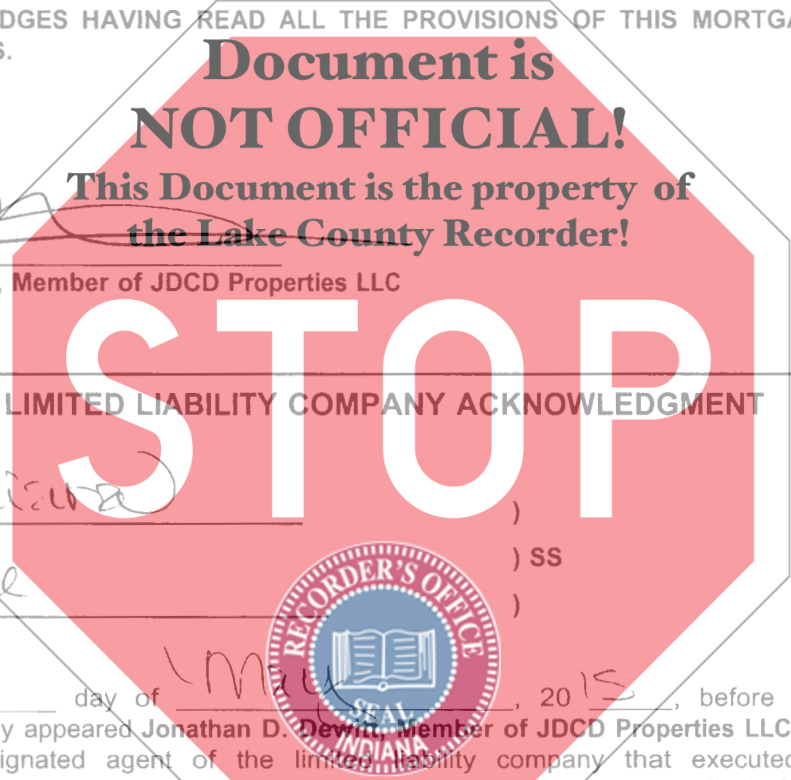 DGES HAVING READ ALL THE PROVISIONS OF THIS MORTGA
S.
Document is
NOT OFFICIAL!
This Document is the property of
the Lake County Recorder!
, Member of JDCD Properties LLC
STOP
LIMITED LIABILITY COMPANY ACKNOWLEDGMENT
)
) SS
)
RECORDER'S OFFICE
SEAL
INDIANA
day of May, 20 15, before
y appeared Jonathan D. Dewitt, Member of JDCD Properties LLC
ignated agent of the limited liability company that executed